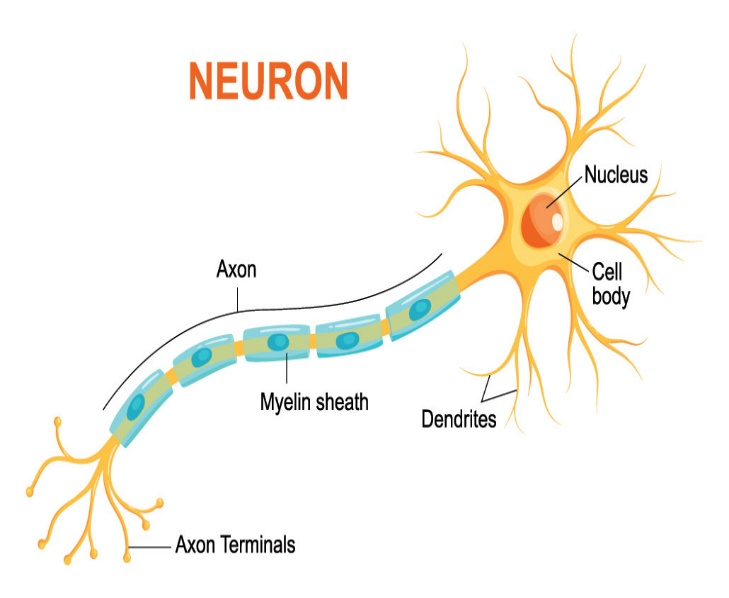 NEURON
Nucleus
Axon
Cell
body
Myelin sheath
Dendrites
Axon Terminals